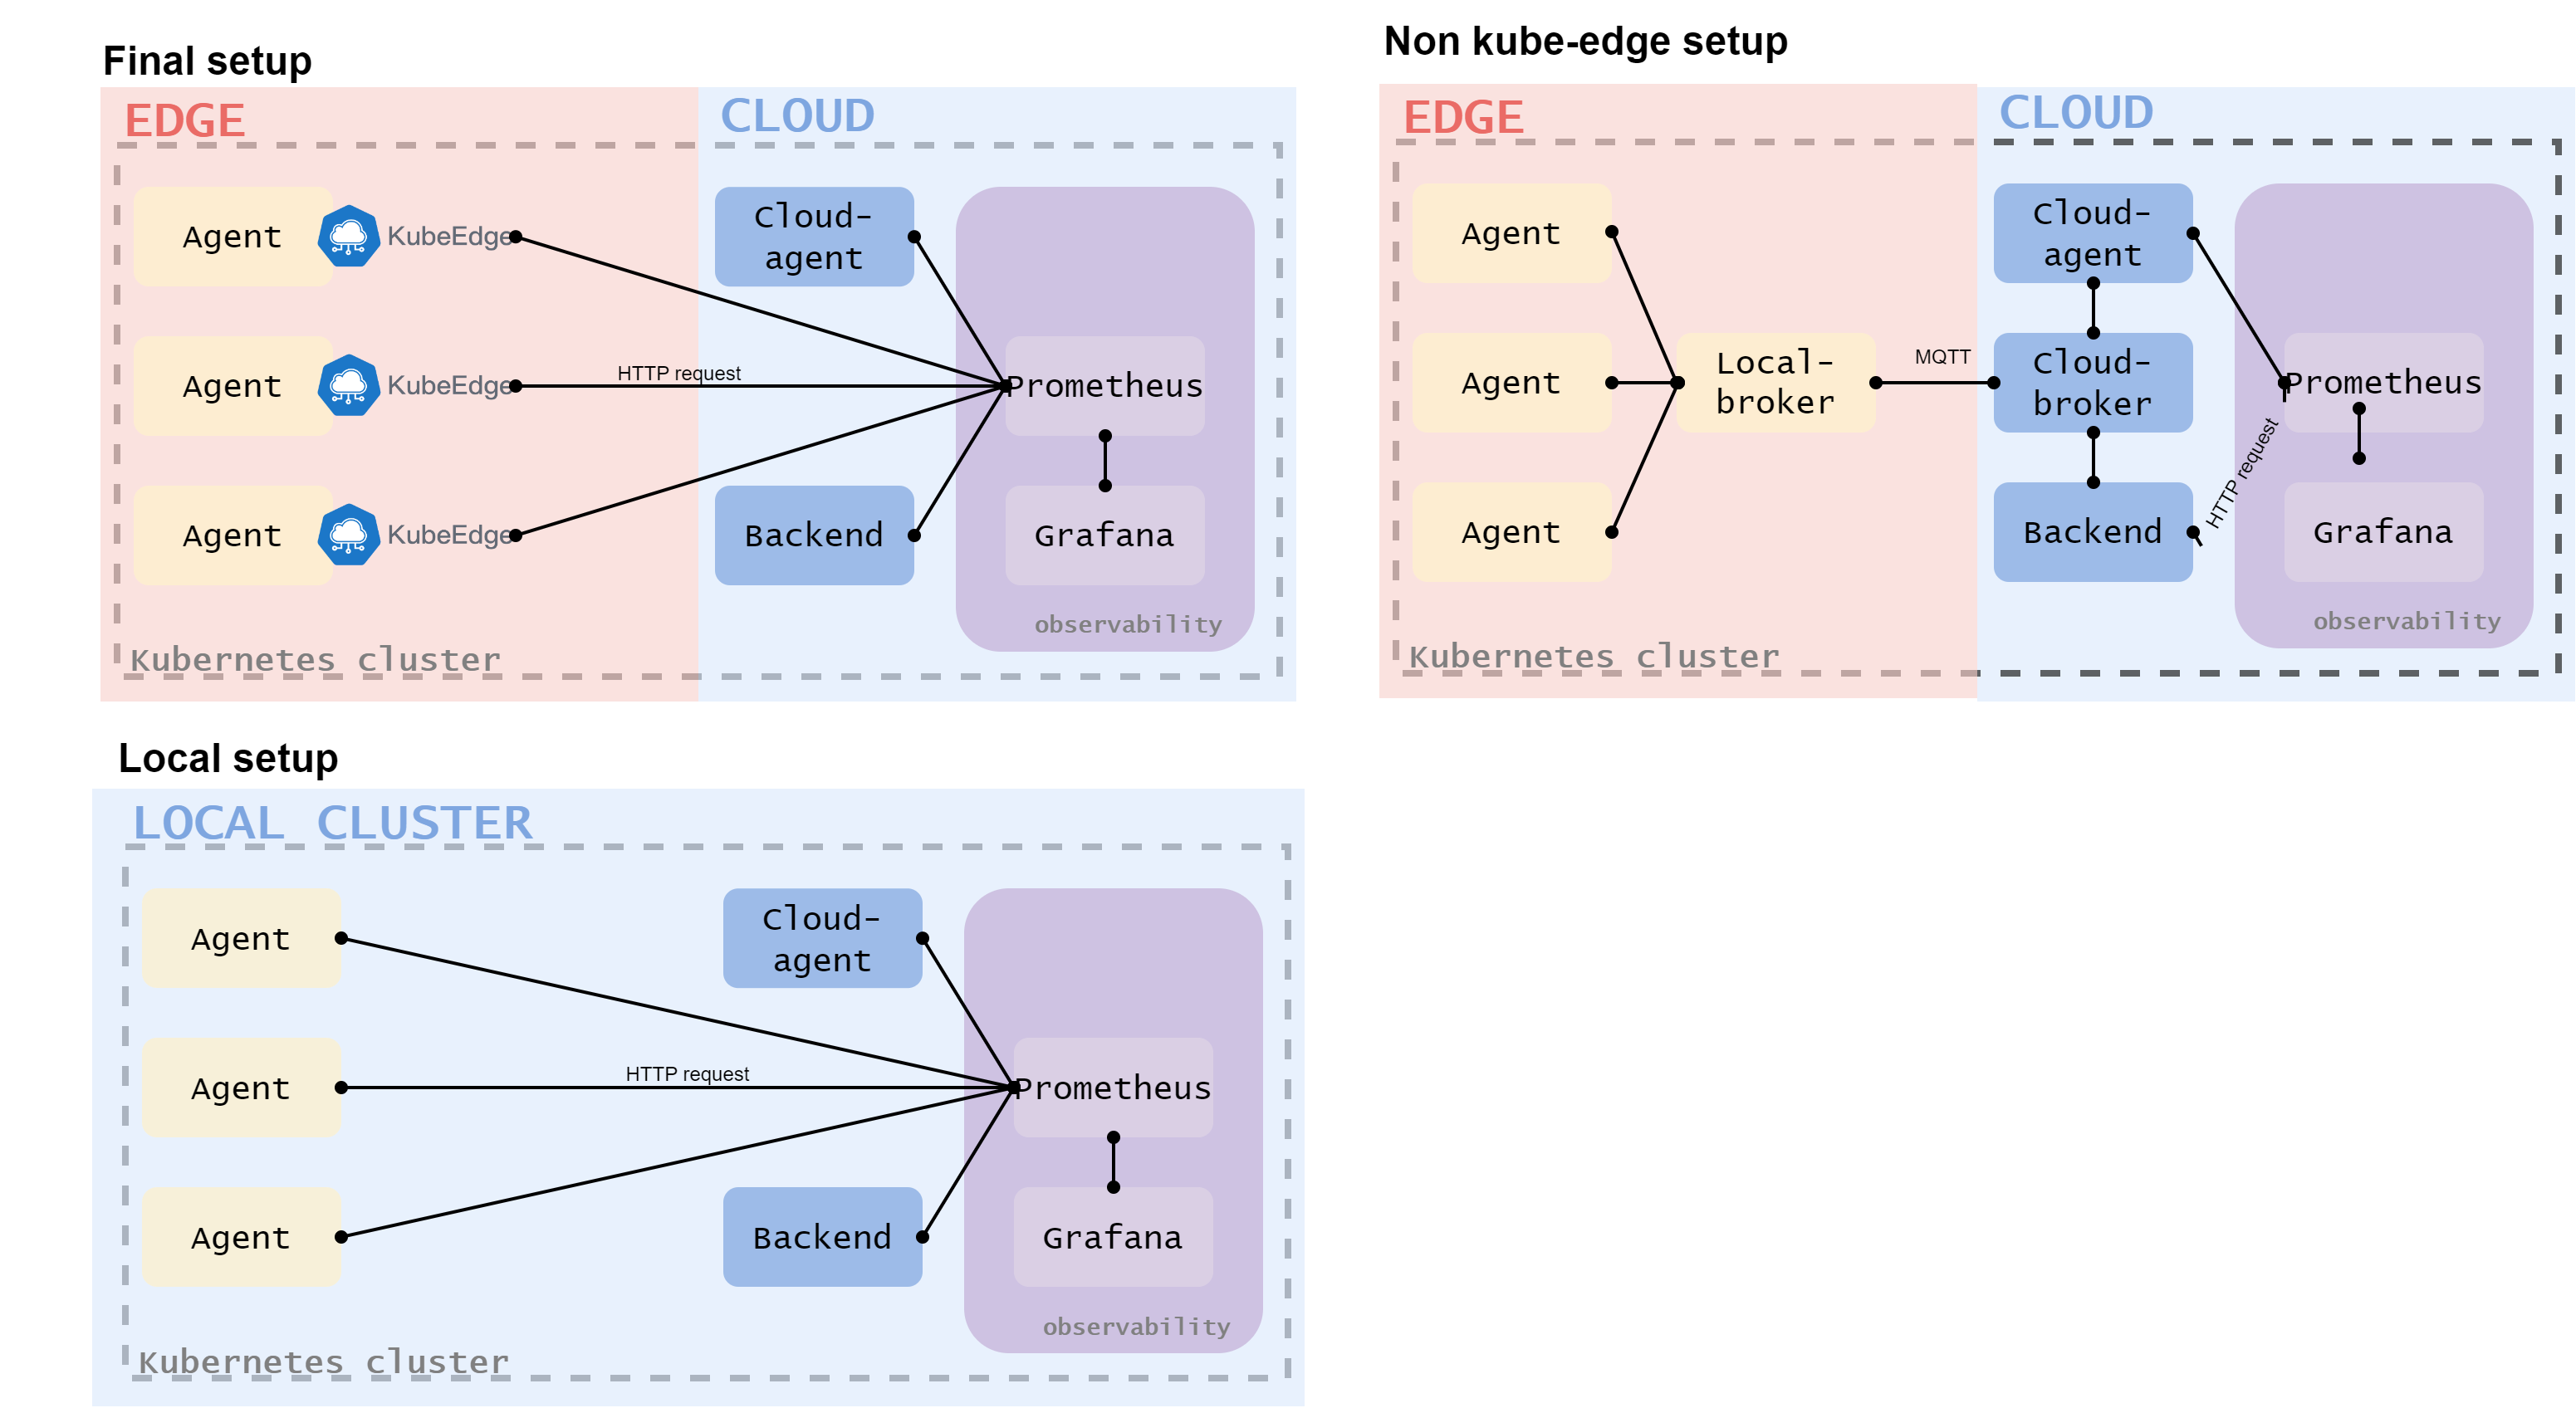 Final setup
EDGE
CLOUD
Agent
KubeEdge
Cloud-
agent
Agent
KubeEdge
HTTP request
Prometheus
Agent
KubeEdge
Backend
Grafana
observability
Kubernetes cluster
Non kube-edge setup
EDGE
CLOUD
Agent
Cloud-
agent
Agent
Local-
broker
MQTT
Cloud-
broker
Prometheus
HTTP request
Agent
Backend
Grafana
observability
Kubernetes cluster
Local setup
LOCAL CLUSTER
Agent
Cloud-
agent
Agent
HTTP request
Prometheus
Agent
Backend
Grafana
observability
Kubernetes cluster